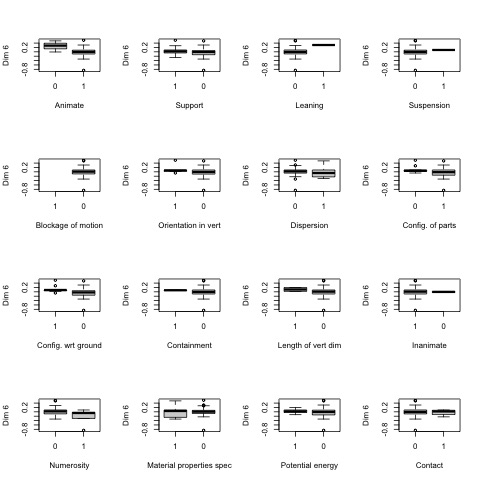 Dim 6 0.2 -0.8 0 1 Animate
Dim 6 0.2 -0.8 1 0 Support
Dim 6 0.2 -0.8 0 1 Leaning
Dim 6 0.2 -0.8 0 1 Suspension
Dim 6 0.2 -0.8 1 0 Blockage of motion
Dim 6 0.2 -0.8 1 0 Orientation in vert
Dim 6 0.2 -0.8 0 1 Dispersion
Dim 6 0.2 -0.8 1 0 Config. of parts
Dim 6 0.2 -0.8 1 0 Config. wrt ground
Dim 6 0.2 -0.8 1 0 Containment
Dim 6 0.2 -0.8 1 0 Length of vert dim
Dim 6 0.2 -0.8 0 1 Inanimate
Dim 6 0.2 -0.8 0 1 Numerosity
Dim 6 0.2 -0.8 1 0 Material properties spec
Dim 6 0.2 -0.8 1 0 Potential energy
Dim 6 0.2 -0.8 0 1 Contact